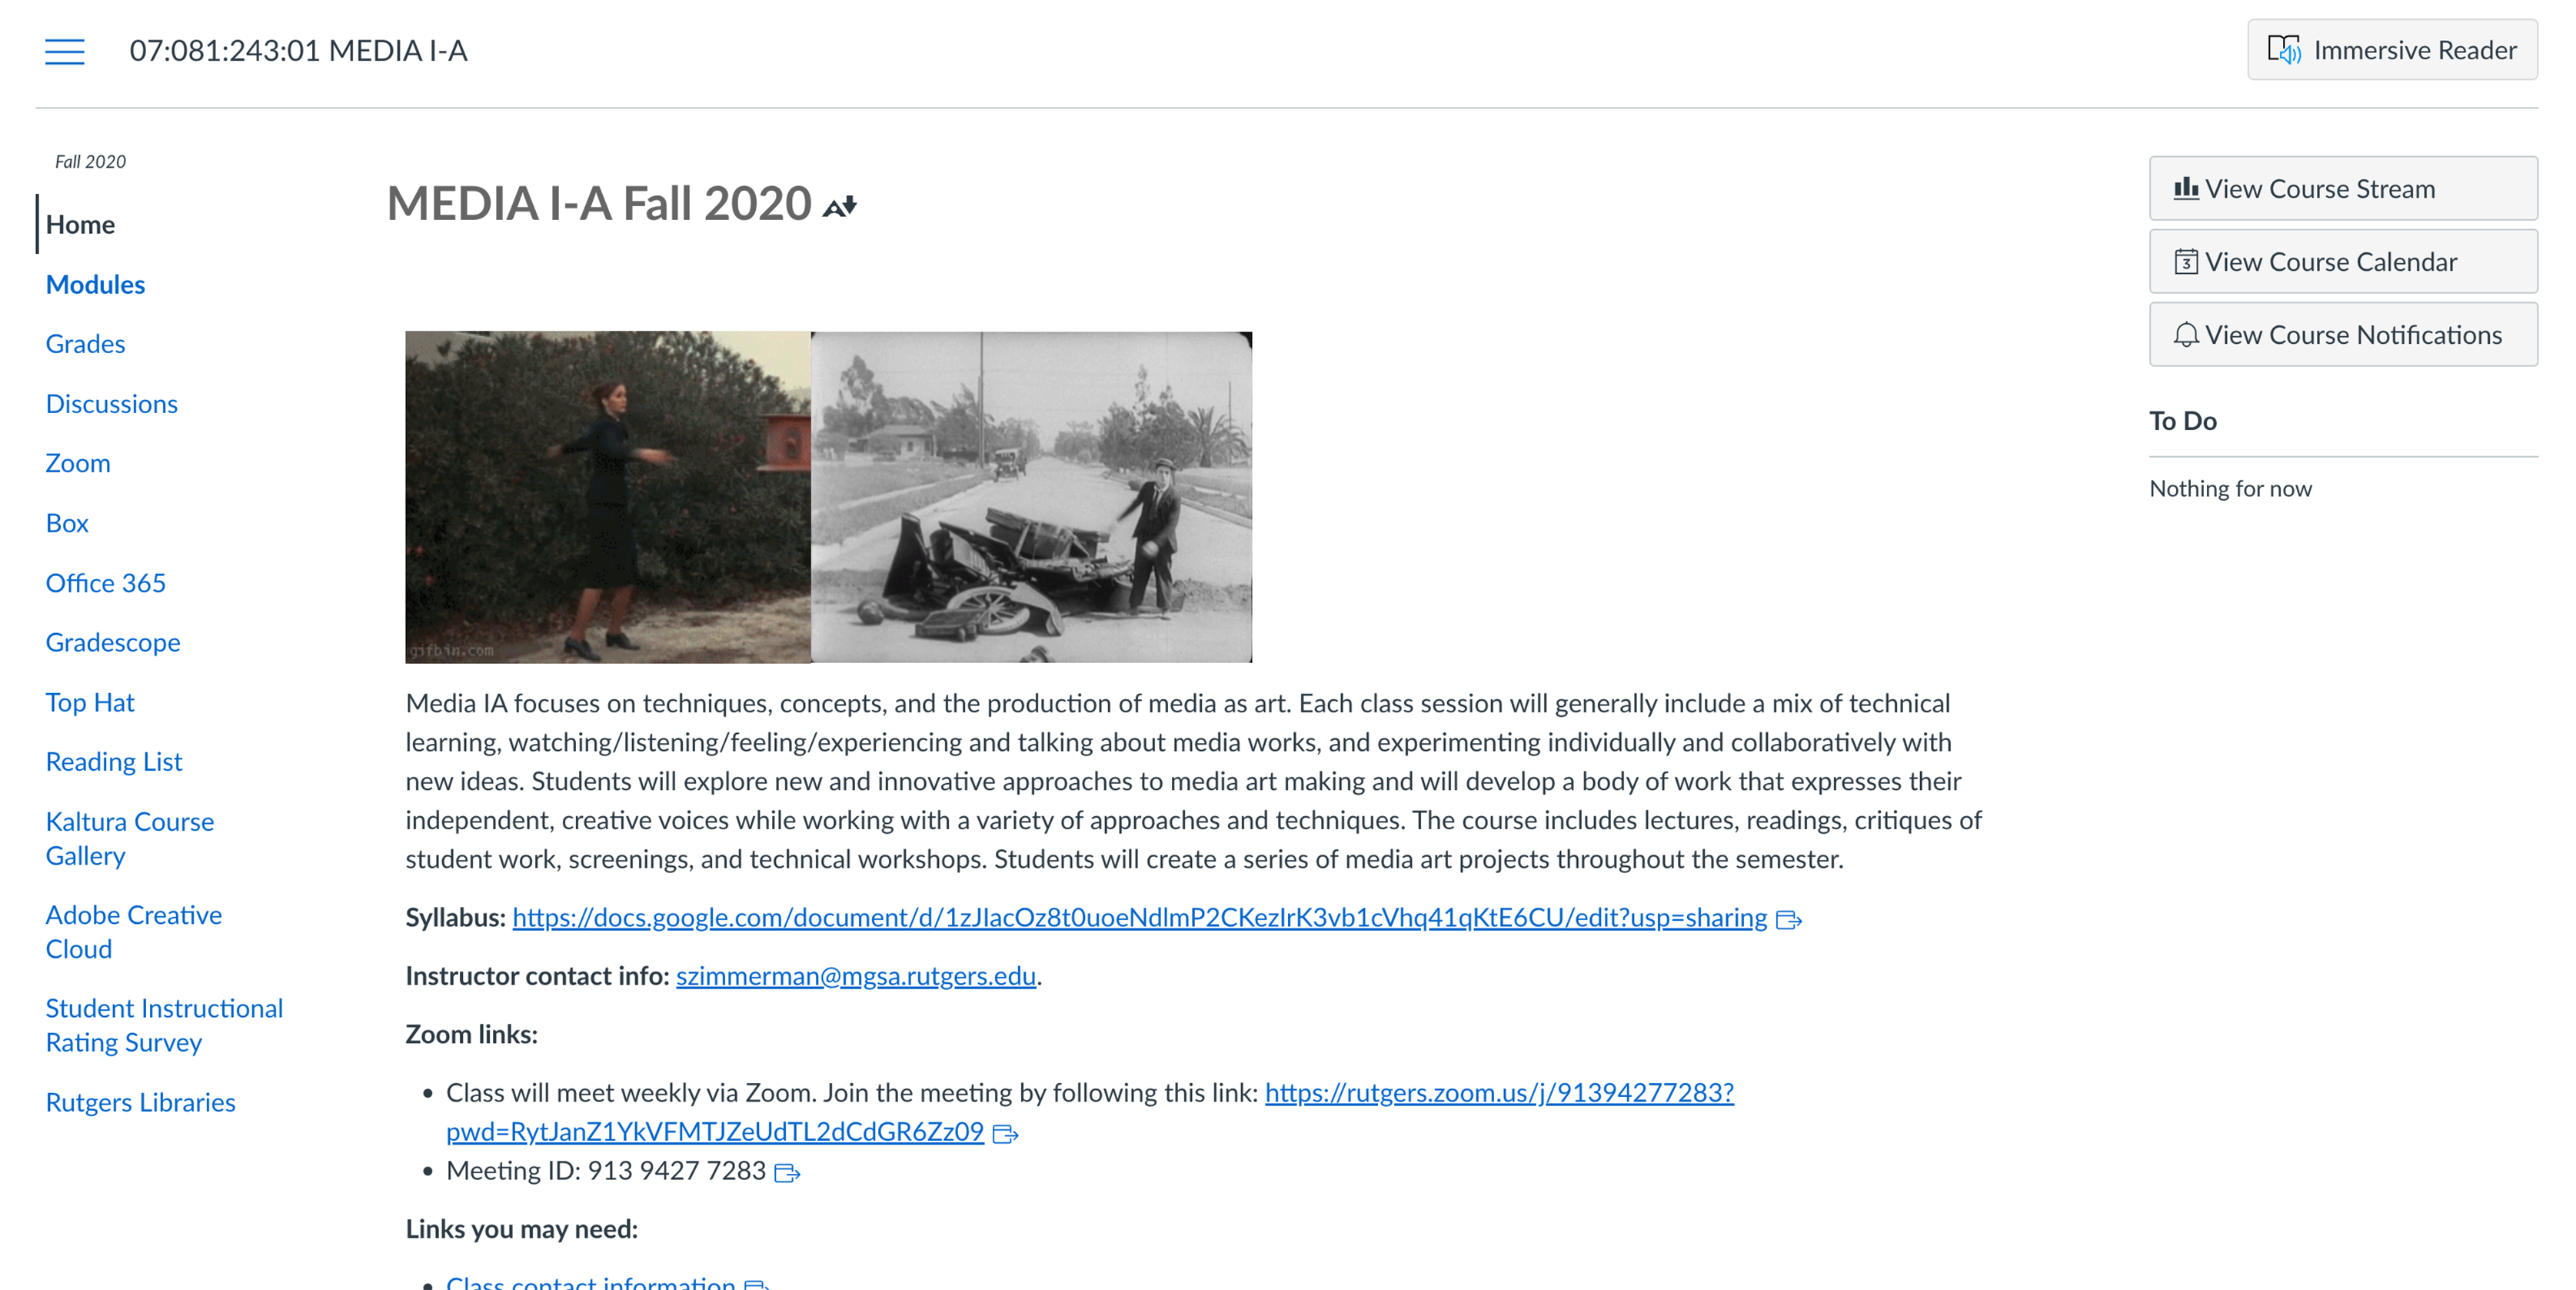 07:081:243:01 MEDIA I-A
Immersive Reader
Fall 2020
Home
Modules
Grades
Discussions
Zoom
Box
Office 365
Gradescope
Top Hat
Reading List
Kaltura Course
Gallery
Adobe Creative
Cloud
Student Instructional
Rating Survey
Rutgers Libraries
MEDIA I-A Fall 2020
gifbin.com
Media IA focuses on techniques, concepts, and the production of media as art. Each class session will generally include a mix of technical
learning, watching/listening/feeling/experiencing and talking about media works, and experimenting individually and collaboratively with
new ideas. Students will explore new and innovative approaches to media art making and will develop a body of work that expresses their
independent, creative voices while working with a variety of approaches and techniques. The course includes lectures, readings, critiques of
student work, screenings, and technical workshops. Students will create a series of media art projects throughout the semester.
Syllabus: https://docs.google.com/document/d/1zJIacOz8t0uoeNdlmP2CKezIrK3vb1cVhq41qKtE6CU/edit?usp=sharing
Instructor contact info: szimmerman@mgsa.rutgers.edu.
Zoom links:
• Class will meet weekly via Zoom. Join the meeting by following this link: https://rutgers.zoom.us/j/91394277283?
pwd=RytJanZ1YkVFMTJZeUdTL2dCdGR6Zz09
• Meeting ID: 913 9427 7283
Links you may need:
• Class contact information
View Course Stream
3 View Course Calendar
View Course Notifications
To Do
Nothing for now